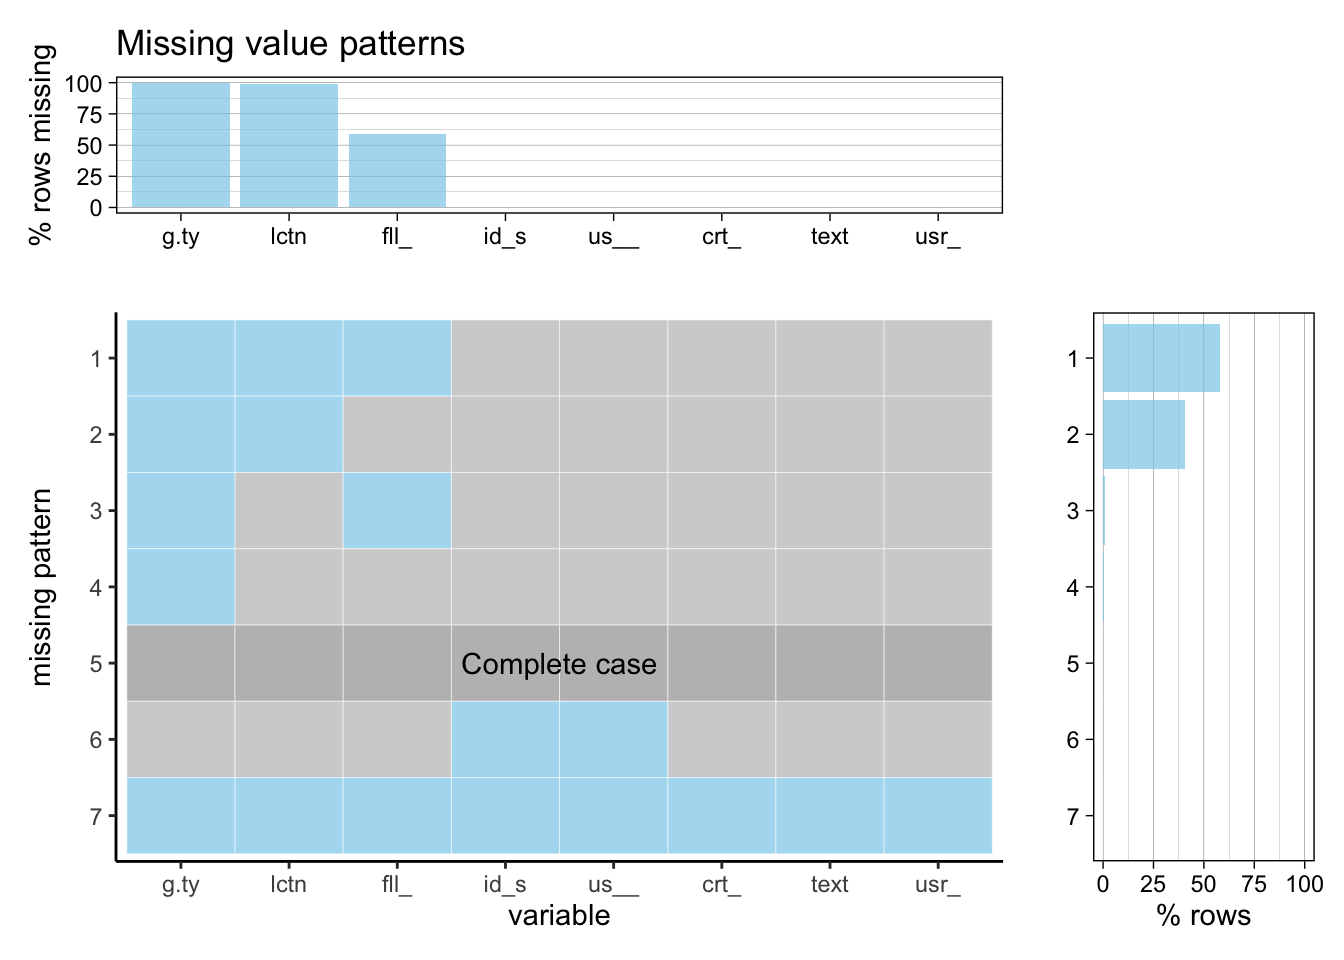 Missing value patterns
% rows missing
100
75
50
25
0
g.ty lctn fll_ id_s us__ crt_ text usr_
missing pattern
1
2
3
4
5
6
7
Complete case
g.ty lctn fll_ id_s us__ crt_ text usr_
variable
1
2
3
4
5
6
7
0 25 50 75 100
% rows